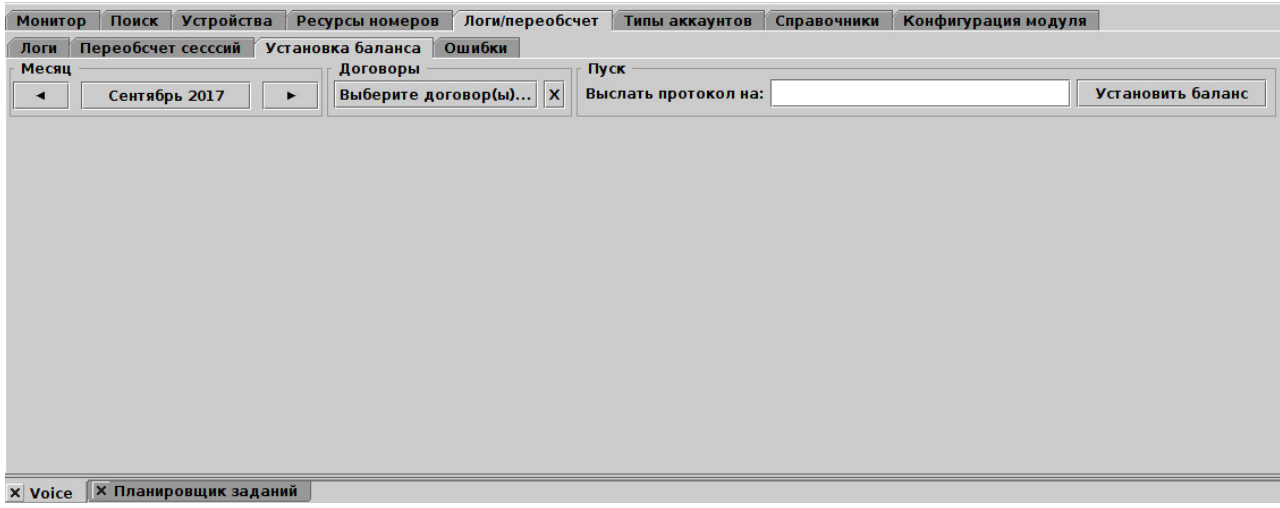 Монитор Поиск Устройства Ресурсы номеров Логи/переобсчет Типы аккаунтов Справочники Конфигурация модуля
Логи Переобсчет сесссий Установка баланса Ошибки
Месяц Договоры Пуск
◄ Сентябрь 2017 ► Выберите договор(ы)... X Выслать протокол на: Установить баланс
X Voice X Планировщик заданий